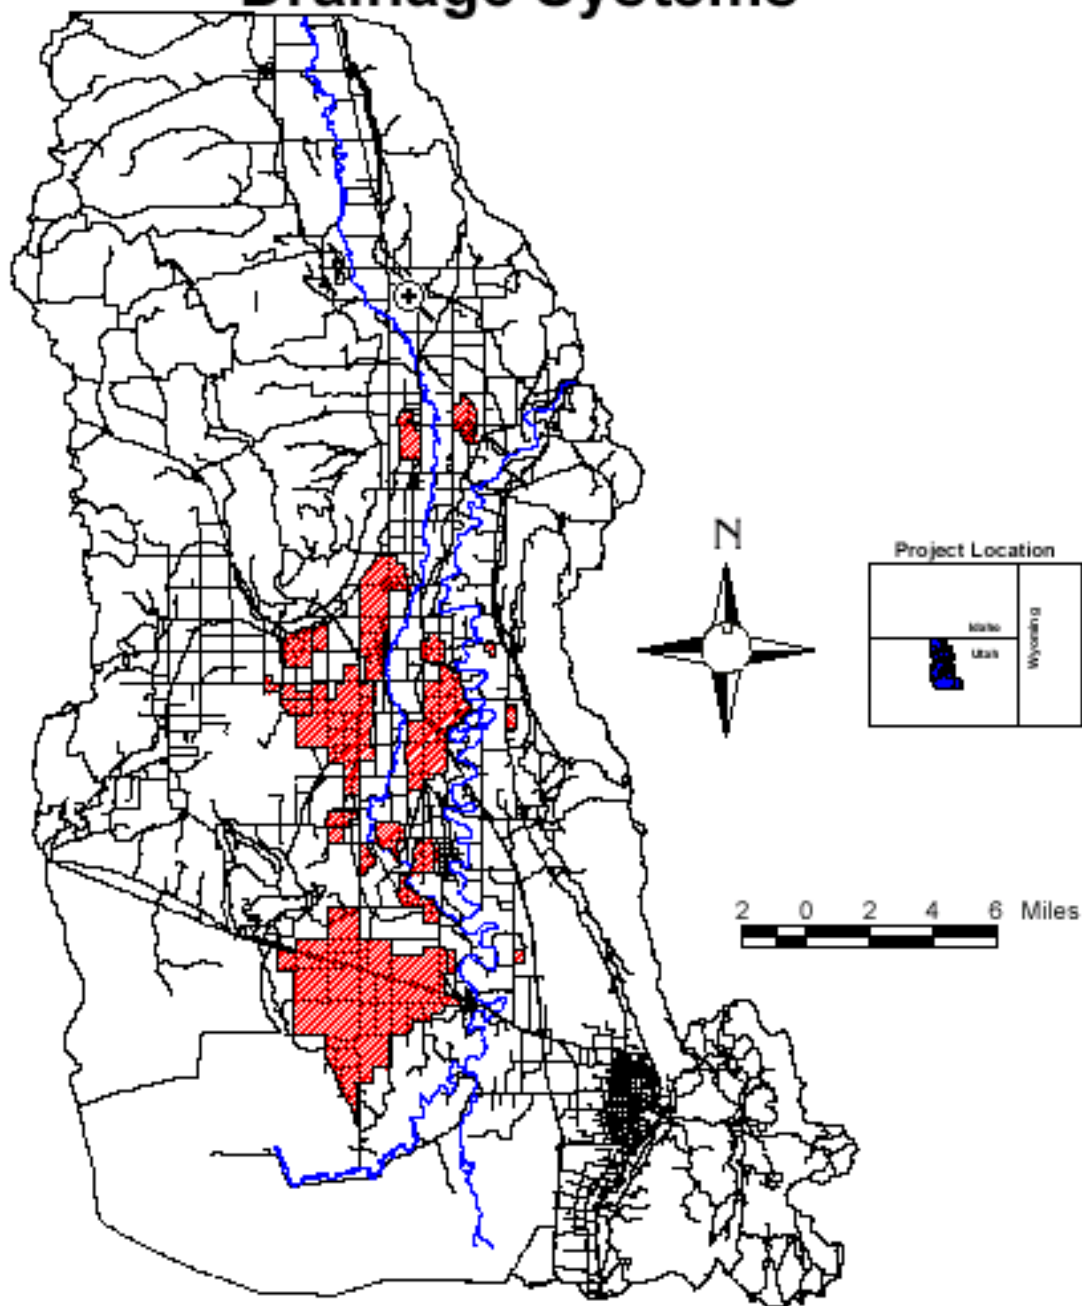 Drainage Systems
N
Project Location
Idaho
Utah
Wyoming
2 0 2 4 6 Miles